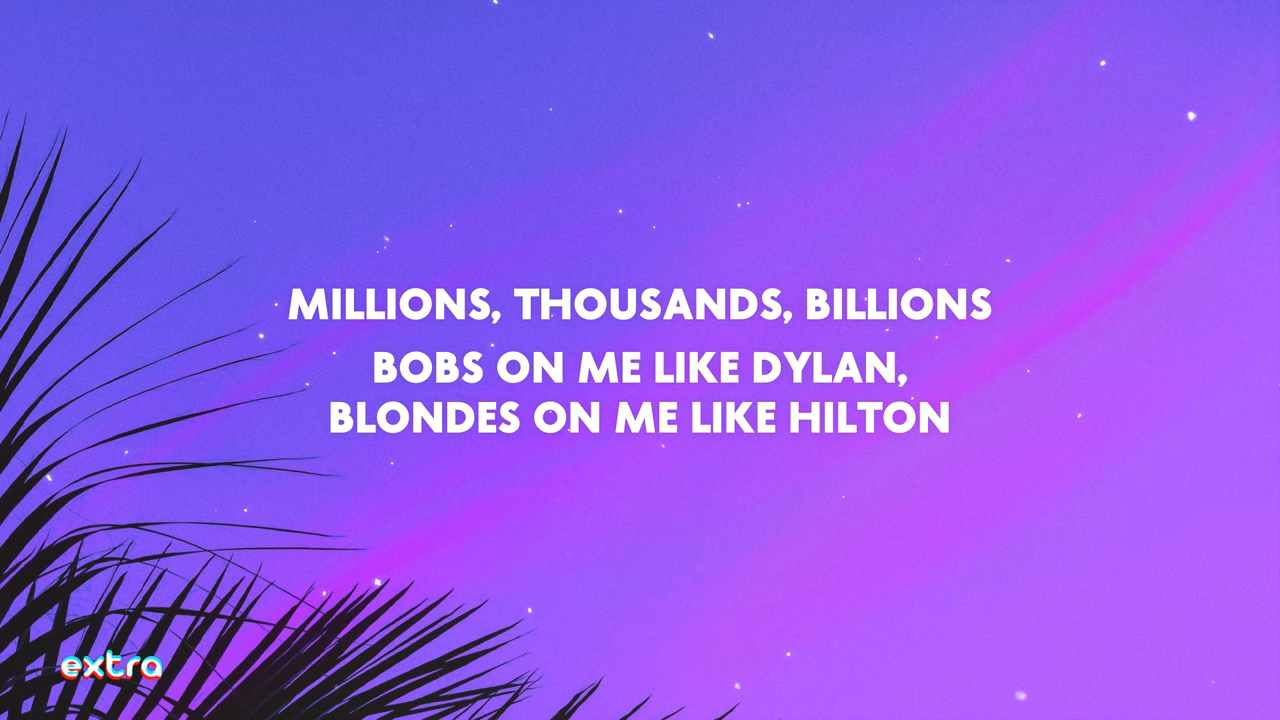 MILLIONS, THOUSANDS, BILLIONS
BOBS ON ME LIKE DYLAN,
BLONDES ON ME LIKE HILTON
extra